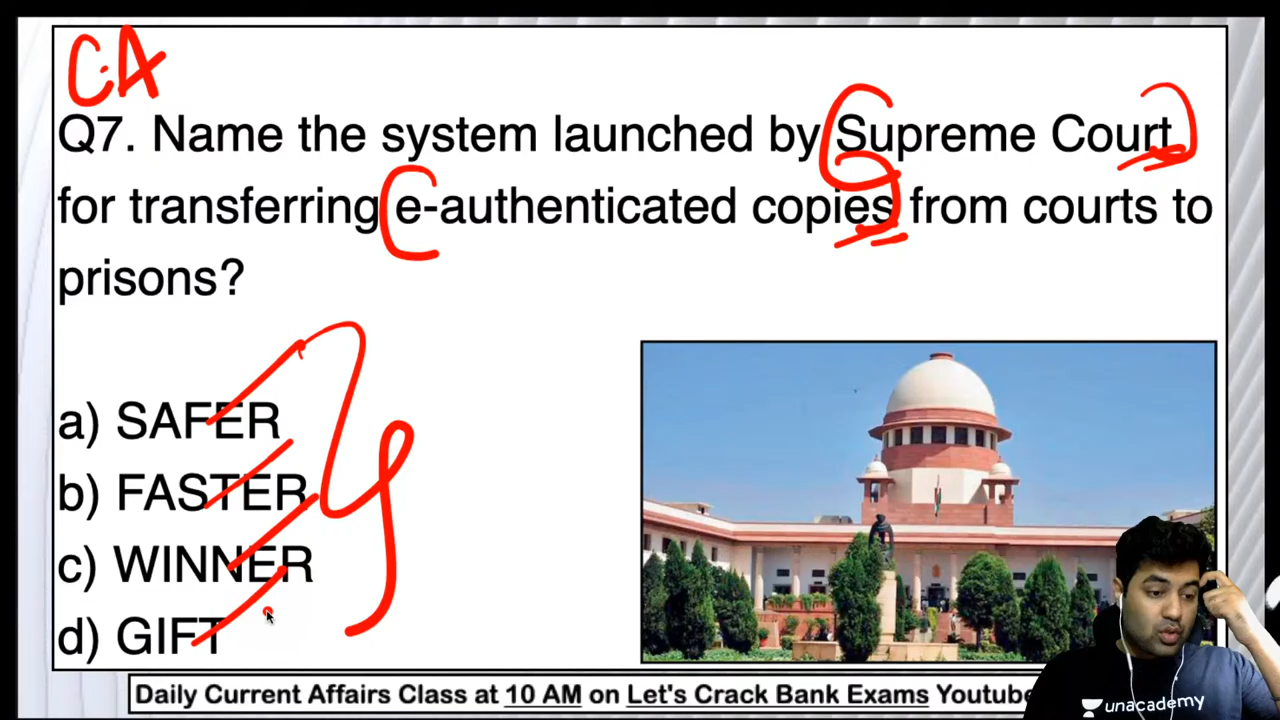 C.A
Q7. Name the system launched by Supreme Court
for transferring e-authenticated copies from courts to
prisons?
a) SAFER
b) FASTER
c) WINNER
d) GIFT
Daily Current Affairs Class at 10 AM on Let's Crack Bank Exams Youtube
unacademy